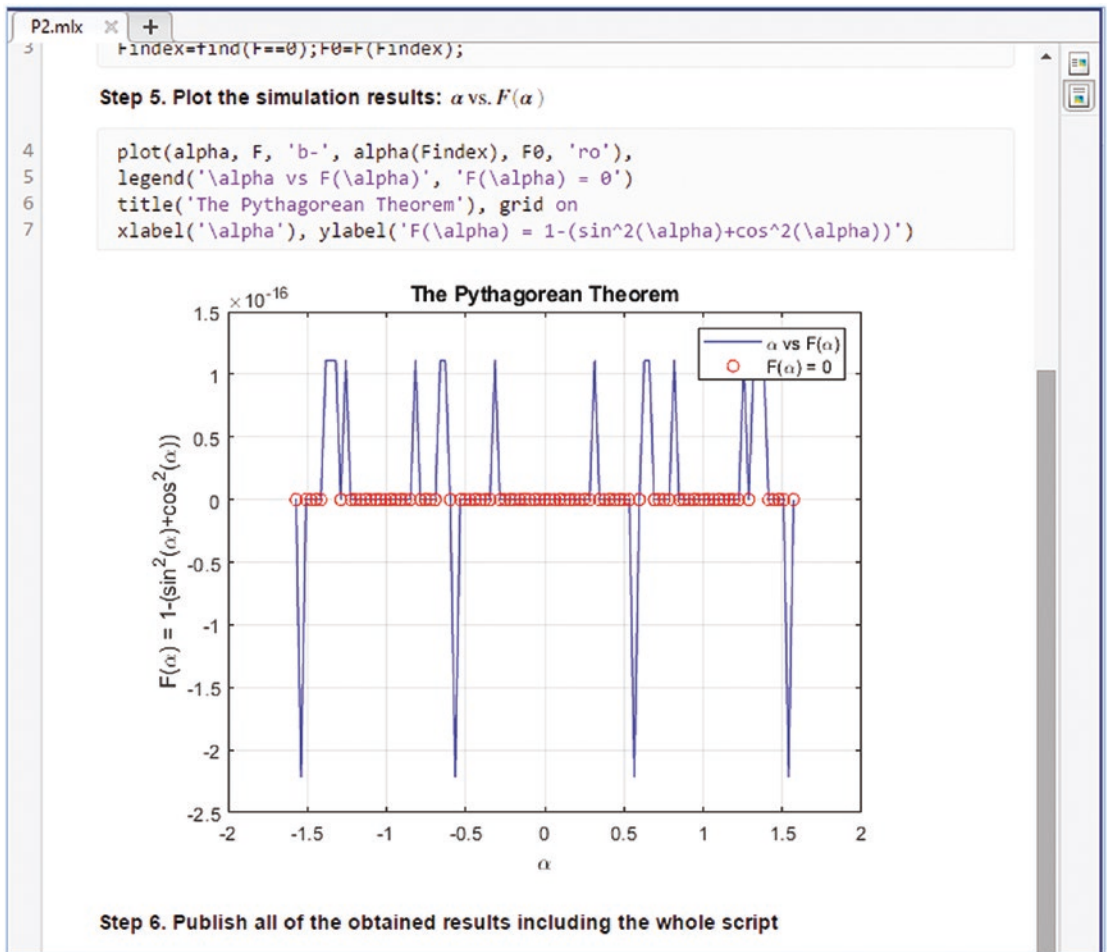 P2.mlx
3 Findex=find(F==0);F0=F(Findex);
Step 5. Plot the simulation results: α vs. F(α)
4 plot(alpha, F, 'b-', alpha(Findex), F0, 'ro'),
5 legend('\alpha vs F(\alpha)', 'F(\alpha) = 0')
6 title('The Pythagorean Theorem'), grid on
7 xlabel('\alpha'), ylabel('F(\alpha) = 1-(sin^2(\alpha)+cos^2(\alpha))')
The Pythagorean Theorem
×10^-16
α vs F(α)
F(α) = 0
1.5
1
0.5
0
-0.5
-1
-1.5
-2
-2.5
F(α) = 1-(sin²(α)+cos²(α))
-2 -1.5 -1 -0.5 0 0.5 1 1.5 2
α
Step 6. Publish all of the obtained results including the whole script